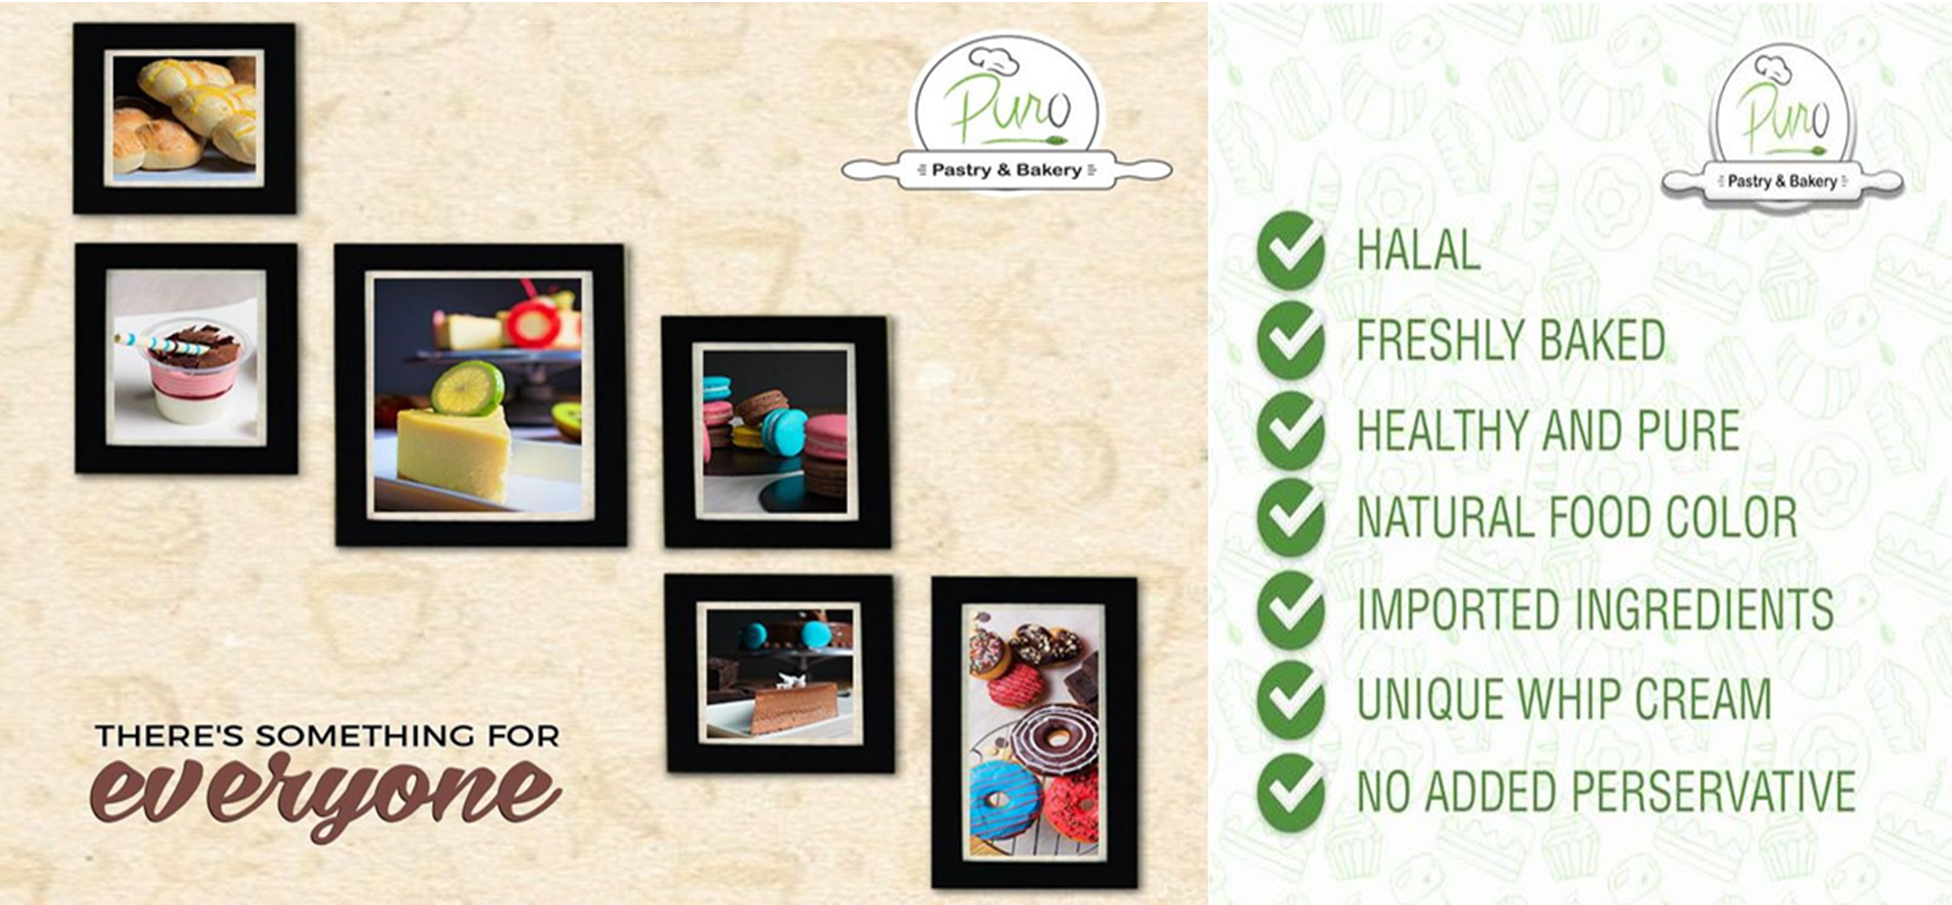 Puro
Pastry & Bakery
THERE'S SOMETHING FOR
everyone
Puro
Pastry & Bakery
HALAL
FRESHLY BAKED
HEALTHY AND PURE
NATURAL FOOD COLOR
IMPORTED INGREDIENTS
UNIQUE WHIP CREAM
NO ADDED PERSERVATIVE